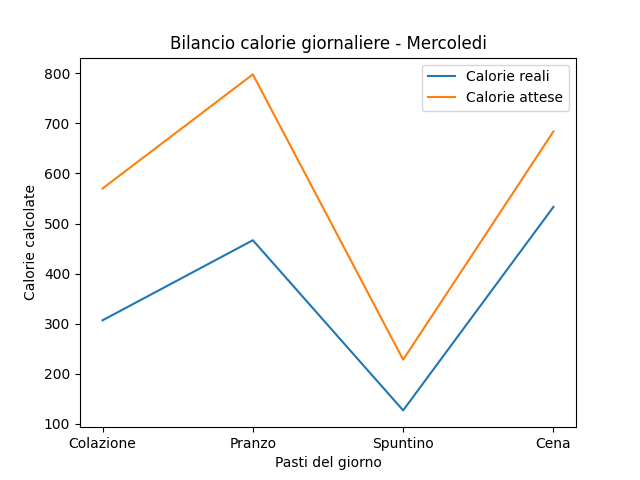 Bilancio calorie giornaliere - Mercoledi
Calorie reali
Calorie attese
800
700
600
500
400
300
200
100
Calorie calcolate
Colazione Pranzo Spuntino Cena
Pasti del giorno